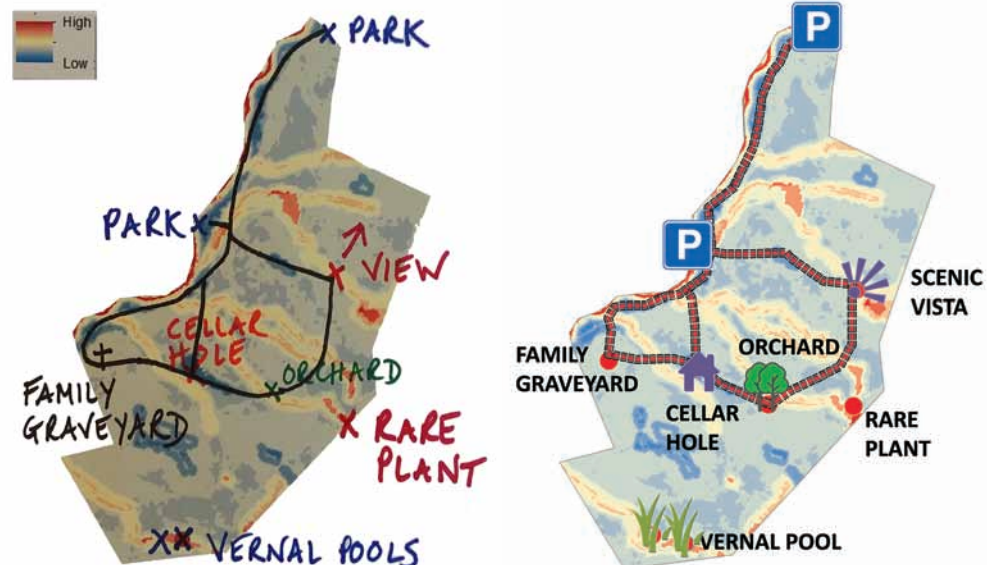 High
Low
PARK
PARK
VIEW
CELLAR
HOLE
ORCHARD
FAMILY
GRAVEYARD
RARE
PLANT
VERNAL POOLS
P
P
SCENIC
VISTA
ORCHARD
FAMILY
GRAVEYARD
CELLAR
HOLE
RARE
PLANT
VERNAL POOL